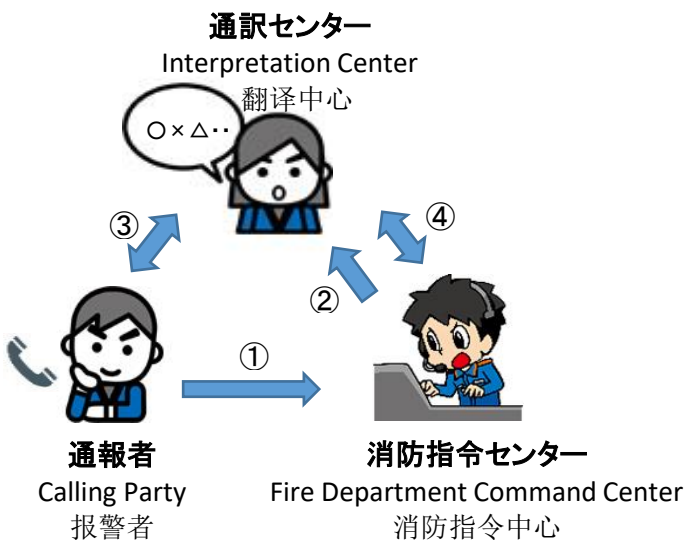 通訳センター
Interpretation Center
翻译中心
○×△‥
③
④
②
①
通報者
Calling Party
报警者
消防指令センター
Fire Department Command Center
消防指令中心